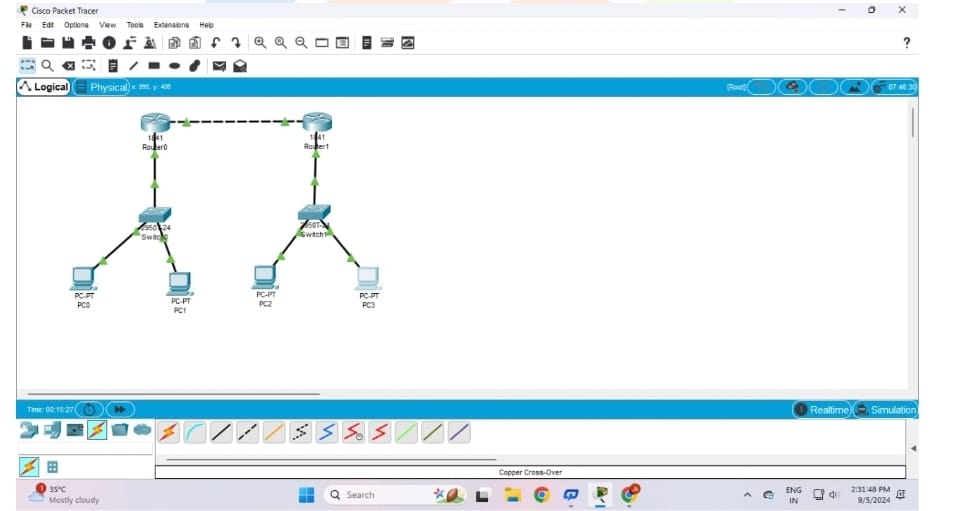 Cisco Packet Tracer
File Edit Options View Tools Extensions Help
?
Logical Physical x: 993, y: 408 [Root] 07:46:30
1841
Router0
1841
Router1
2950T-24
Switch0
2950T-24
Switch1
PC-PT
PC0
PC-PT
PC1
PC-PT
PC2
PC-PT
PC3
Time: 00:15:27 Realtime Simulation
Copper Cross-Over
1
35°C
Mostly cloudy
Search
ENG
IN
2:31:48 PM
9/5/2024